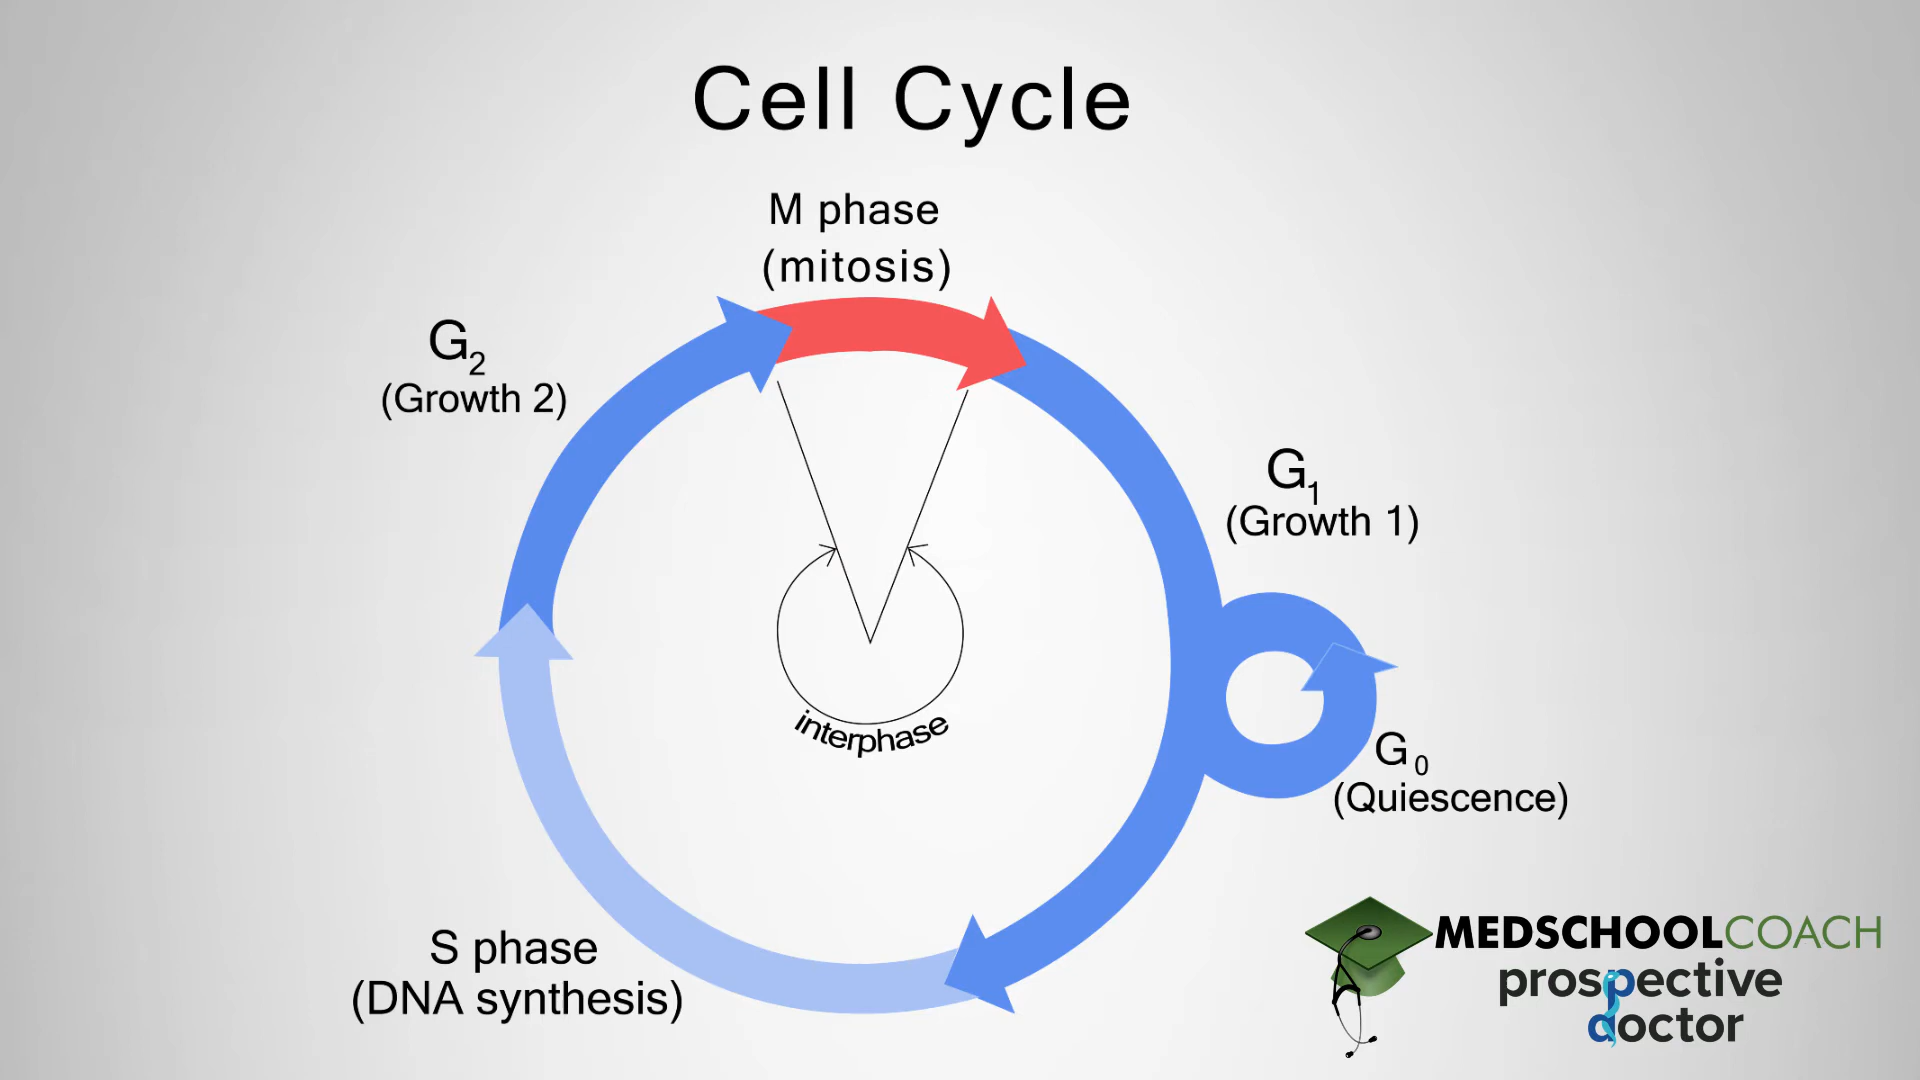 Cell Cycle
M phase
(mitosis)
G2
(Growth 2)
G1
(Growth 1)
interphase
G0
(Quiescence)
S phase
(DNA synthesis)
MEDSCHOOLCOACH
prospective
doctor